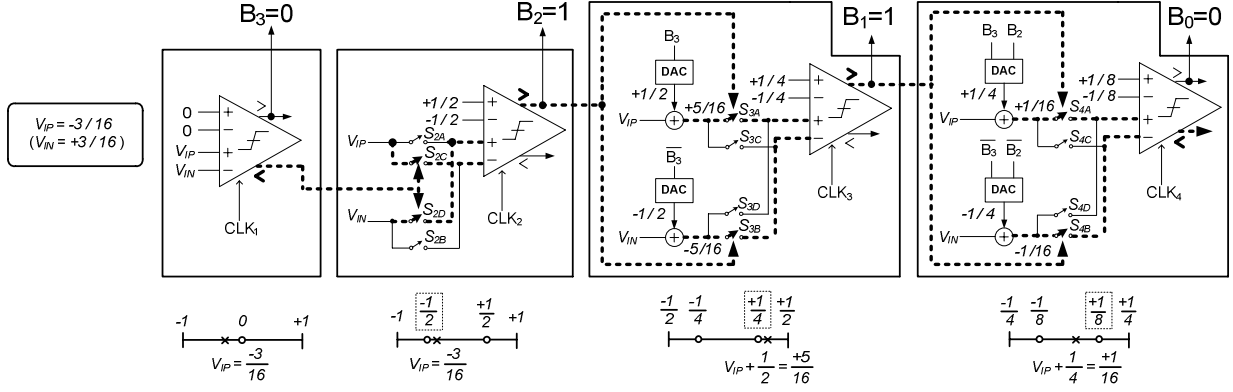 B3=0
B2=1
B1=1
B0=0
VIP = -3/16
(VIN = +3/16)
0
0
VIP
VIN
+
−
+
−
>
<
CLK1
VIP
VIN
S2A
S2C
S2D
S2B
+1/2
-1/2
+
−
+
−
>
<
CLK2
B3
DAC
+1/2
VIP
+
+5/16
S3A
S3C
B3
DAC
-1/2
VIN
+
-5/16
S3D
S3B
+1/4
-1/4
+
−
+
−
>
<
CLK3
B3 B2
DAC
+1/4
VIP
+
+1/16
S4A
S4C
B3 B2
DAC
-1/4
VIN
+
-1/16
S4D
S4B
+1/8
-1/8
+
−
+
−
>
<
CLK4
-1 0 +1
VIP = -3/16
-1 -1/2 +1/2 +1
VIP = -3/16
-1/2 -1/4 +1/4 +1/2
VIP + 1/2 = +5/16
-1/4 -1/8 +1/8 +1/4
VIP + 1/4 = +1/16